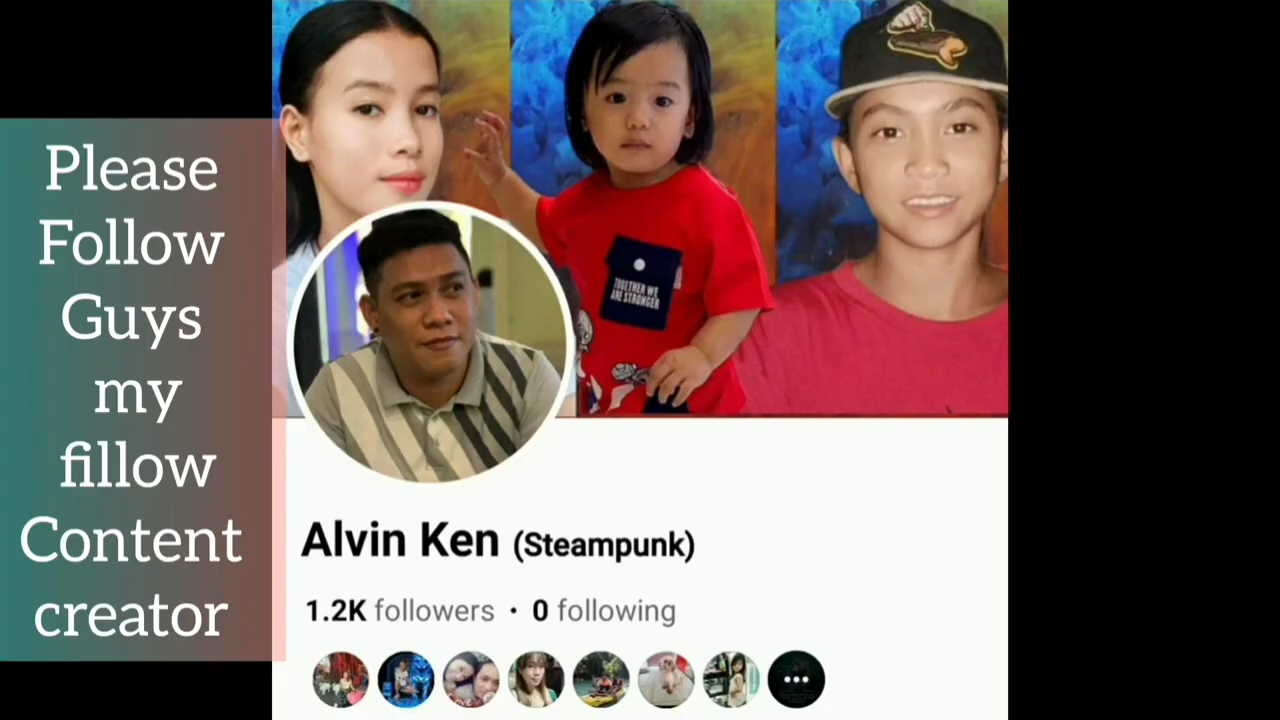 Please
Follow
Guys
my
fillow
Content
creator
TOGETHER WE
ARE STRONGER
Alvin Ken (Steampunk)
1.2K followers · 0 following